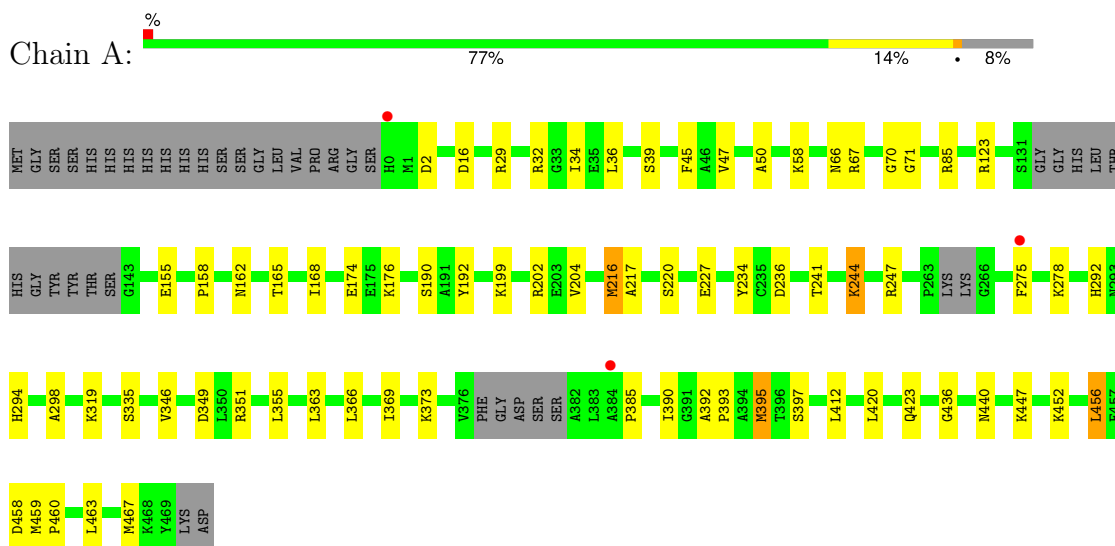 %
Chain A:
77% 14% • 8%
MET GLY SER SER HIS HIS HIS HIS HIS HIS HIS HIS SER SER GLY LEU VAL PRO ARG GLY SER H0 M1 D2 D16 R29 R32 G33 I34 E35 L36 S39 F45 A46 V47 A50 K58 N66 R67 G70 G71 R85 R123 S131 GLY GLY HIS LEU THR
HIS GLY TYR TYR THR SER G143 E155 P158 N162 T165 I168 E174 E175 K176 S190 A191 Y192 K199 R202 E203 V204 M216 A217 S220 E227 Y234 C235 D236 T241 K244 R247 P263 LYS LYS G266 F275 K278 H292 N293
H294 A298 K319 S335 V346 D349 L350 R351 L355 L363 L366 I369 K373 V376 PHE GLY ASP SER SER A382 L383 A384 P385 I390 G391 A392 P393 A394 M395 T396 S397 L412 L420 Q423 G436 N440 K447 K452 L456 E457
D458 M459 P460 L463 M467 K468 Y469 LYS ASP